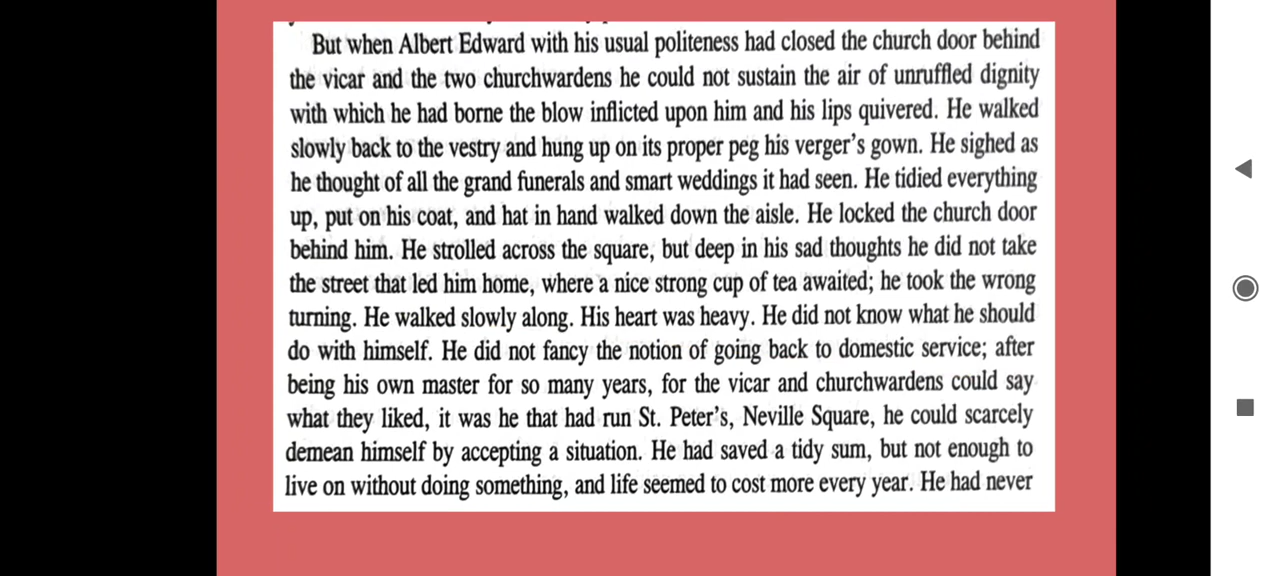 But when Albert Edward with his usual politeness had closed the church door behind
the vicar and the two churchwardens he could not sustain the air of unruffled dignity
with which he had borne the blow inflicted upon him and his lips quivered. He walked
slowly back to the vestry and hung up on its proper peg his verger's gown. He sighed as
he thought of all the grand funerals and smart weddings it had seen. He tidied everything
up, put on his coat, and hat in hand walked down the aisle. He locked the church door
behind him. He strolled across the square, but deep in his sad thoughts he did not take
the street that led him home, where a nice strong cup of tea awaited; he took the wrong
turning. He walked slowly along. His heart was heavy. He did not know what he should
do with himself. He did not fancy the notion of going back to domestic service; after
being his own master for so many years, for the vicar and churchwardens could say
what they liked, it was he that had run St. Peter's, Neville Square, he could scarcely
demean himself by accepting a situation. He had saved a tidy sum, but not enough to
live on without doing something, and life seemed to cost more every year. He had never